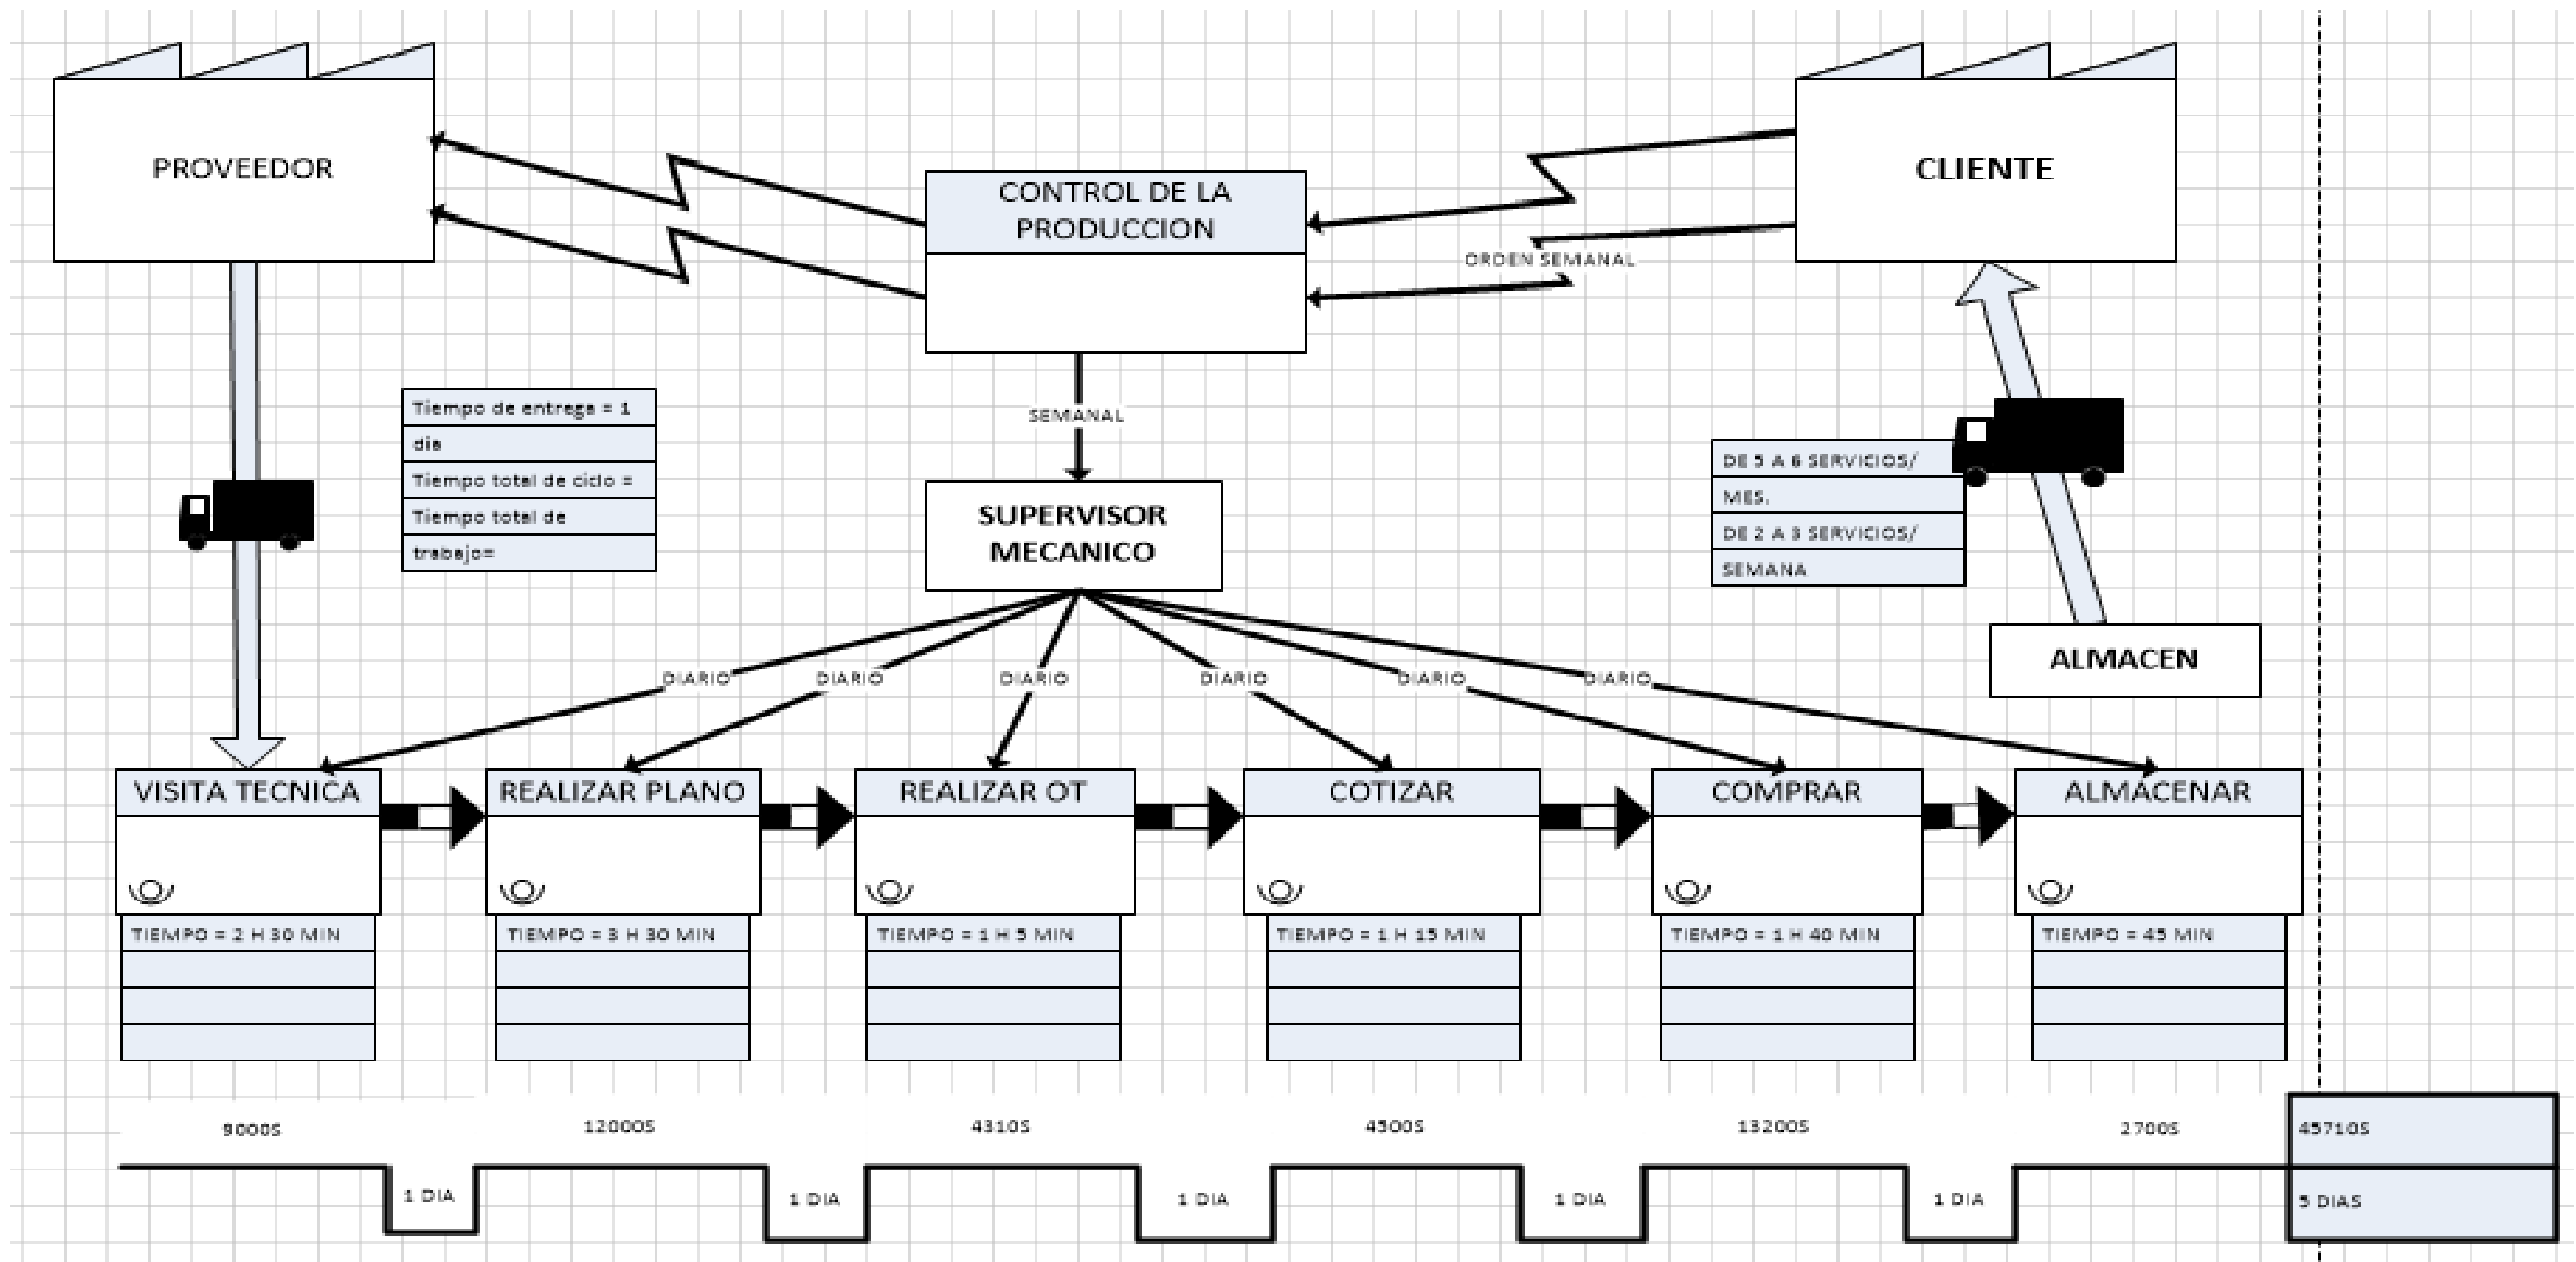 PROVEEDOR
CONTROL DE LA
PRODUCCION
CLIENTE
ORDEN SEMANAL
Tiempo de entrega = 1
dia
Tiempo total de ciclo =
Tiempo total de
trabajo=
SEMANAL
DE 5 A 6 SERVICIOS/
MES.
DE 2 A 3 SERVICIOS/
SEMANA
SUPERVISOR
MECANICO
ALMACEN
DIARIO
DIARIO
DIARIO
DIARIO
DIARIO
DIARIO
VISITA TECNICA
REALIZAR PLANO
REALIZAR OT
COTIZAR
COMPRAR
ALMACENAR
TIEMPO = 2 H 30 MIN
TIEMPO = 3 H 30 MIN
TIEMPO = 1 H 5 MIN
TIEMPO = 1 H 15 MIN
TIEMPO = 1 H 40 MIN
TIEMPO = 45 MIN
9000S
12000S
4310S
4500S
13200S
2700S
45710S
1 DIA
1 DIA
1 DIA
1 DIA
1 DIA
5 DIAS